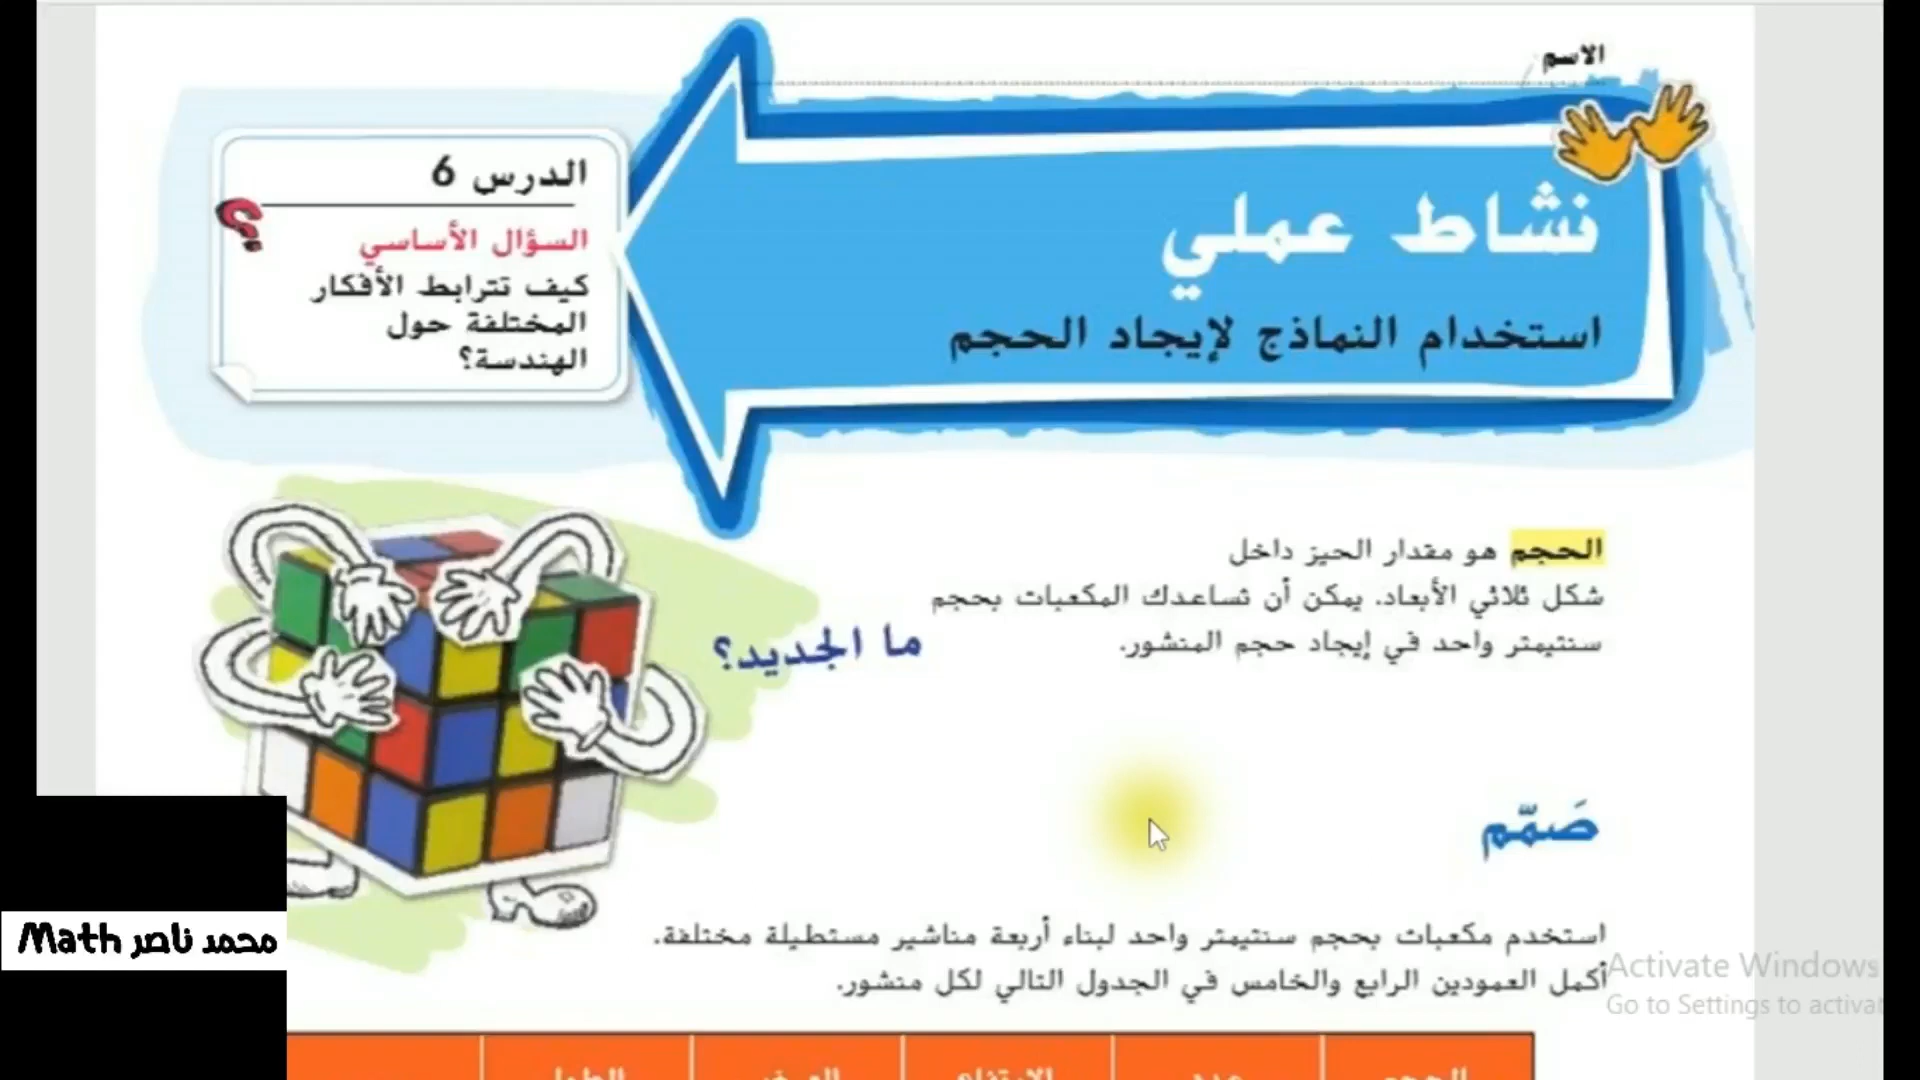 الاسم
نشاط عملي
استخدام النماذج لإيجاد الحجم
الدرس 6
السؤال الأساسي
كيف تترابط الأفكار
المختلفة حول
الهندسة؟
الحجم هو مقدار الحيز داخل
شكل ثلاثي الأبعاد. يمكن أن تساعدك المكعبات بحجم
سنتيمتر واحد في إيجاد حجم المنشور.
ما الجديد؟
صَمّم
استخدم مكعبات بحجم سنتيمتر واحد لبناء أربعة مناشير مستطيلة مختلفة.
أكمل العمودين الرابع والخامس في الجدول التالي لكل منشور.
محمد ناصر Math
Activate Windows
Go to Settings to activat